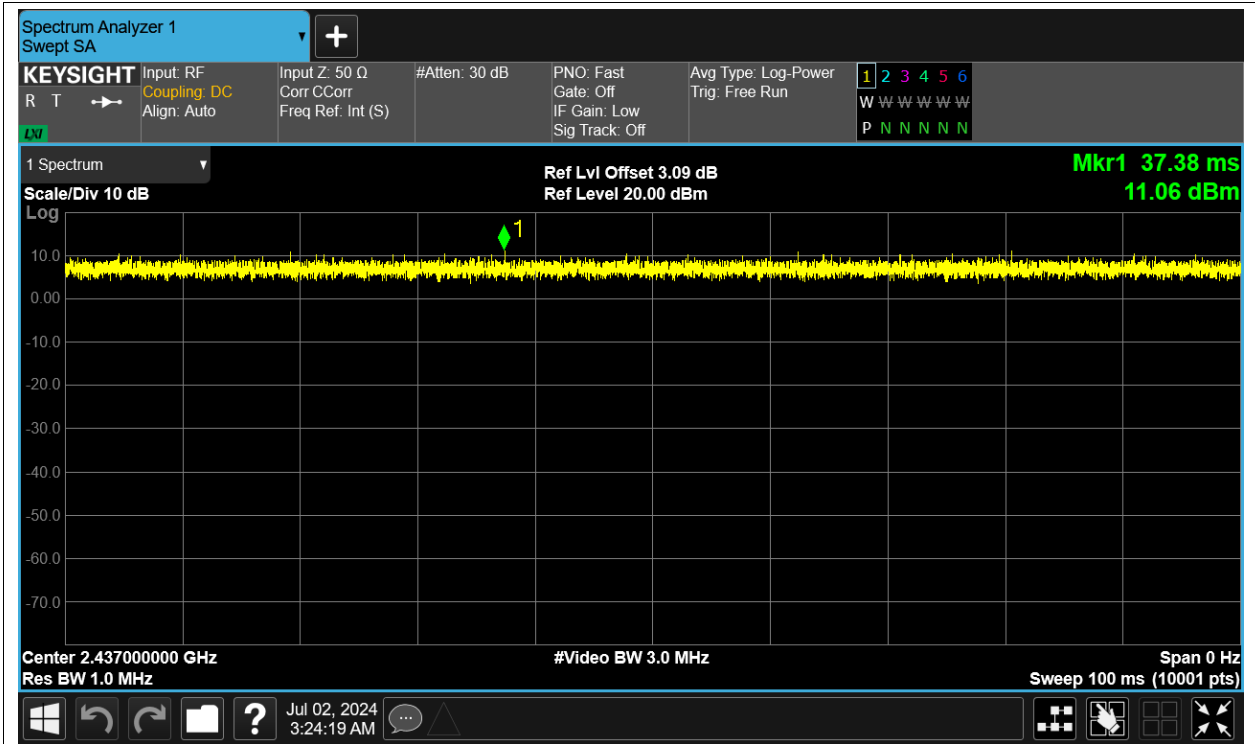 Spectrum Analyzer 1
Swept SA
KEYSIGHT
R T
LXI
Input: RF
Coupling: DC
Align: Auto
Input Z: 50 Ω
Corr CCorr
Freq Ref: Int (S)
#Atten: 30 dB
PNO: Fast
Gate: Off
IF Gain: Low
Sig Track: Off
Avg Type: Log-Power
Trig: Free Run
1 2 3 4 5 6
W W W W W W
P N N N N N
1 Spectrum
Scale/Div 10 dB
Log
Ref Lvl Offset 3.09 dB
Ref Level 20.00 dBm
Mkr1 37.38 ms
11.06 dBm
1
10.0
0.00
-10.0
-20.0
-30.0
-40.0
-50.0
-60.0
-70.0
Center 2.437000000 GHz
Res BW 1.0 MHz
#Video BW 3.0 MHz
Span 0 Hz
Sweep 100 ms (10001 pts)
?
Jul 02, 2024
3:24:19 AM